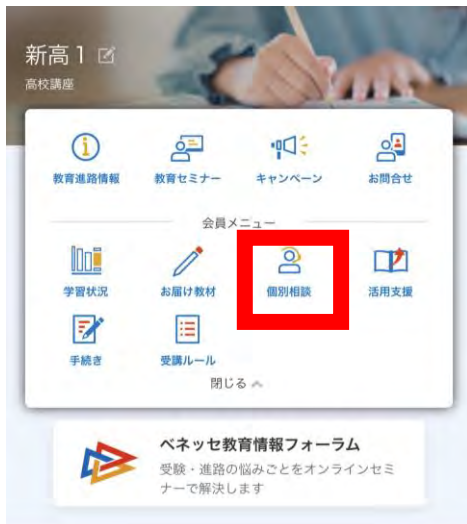 新高1
高校講座
教育進路情報
教育セミナー
キャンペーン
お問合せ
会員メニュー
学習状況
お届け教材
個別相談
活用支援
手続き
受講ルール
閉じる
ベネッセ教育情報フォーラム
受験・進路の悩みごとをオンラインセミ
ナーで解決します